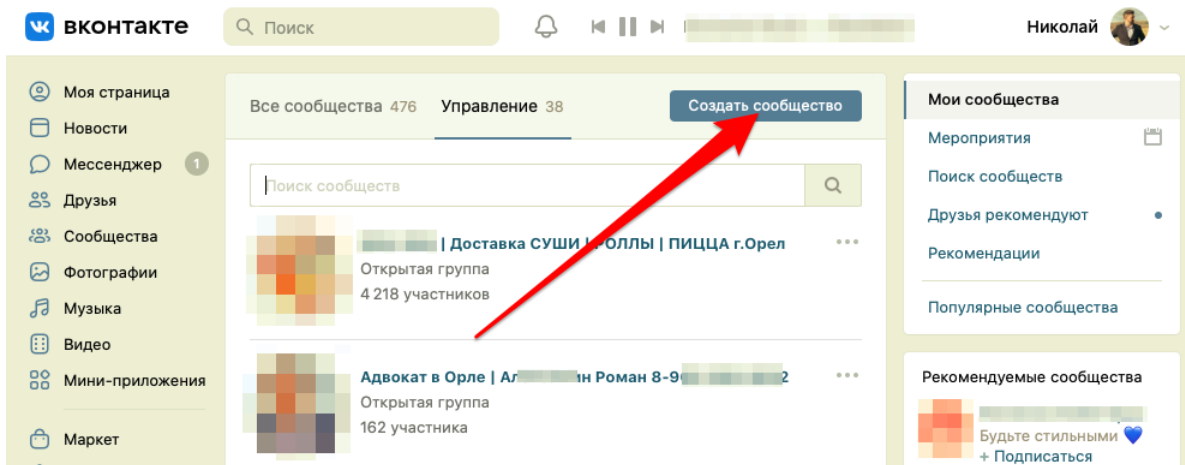 вконтакте
Поиск
Николай
Моя страница
Новости
Мессенджер 1
Друзья
Сообщества
Фотографии
Музыка
Видео
Мини-приложения
Маркет
Все сообщества 476 Управление 38 Создать сообщество
Поиск сообществ
| Доставка СУШИ | РОЛЛЫ | ПИЦЦА г.Орел
Открытая группа
4 218 участников
Адвокат в Орле | Ал ин Роман 8-9 2
Открытая группа
162 участника
Мои сообщества
Мероприятия
Поиск сообществ
Друзья рекомендуют
Рекомендации
Популярные сообщества
Рекомендуемые сообщества
Будьте стильными 💙
+ Подписаться